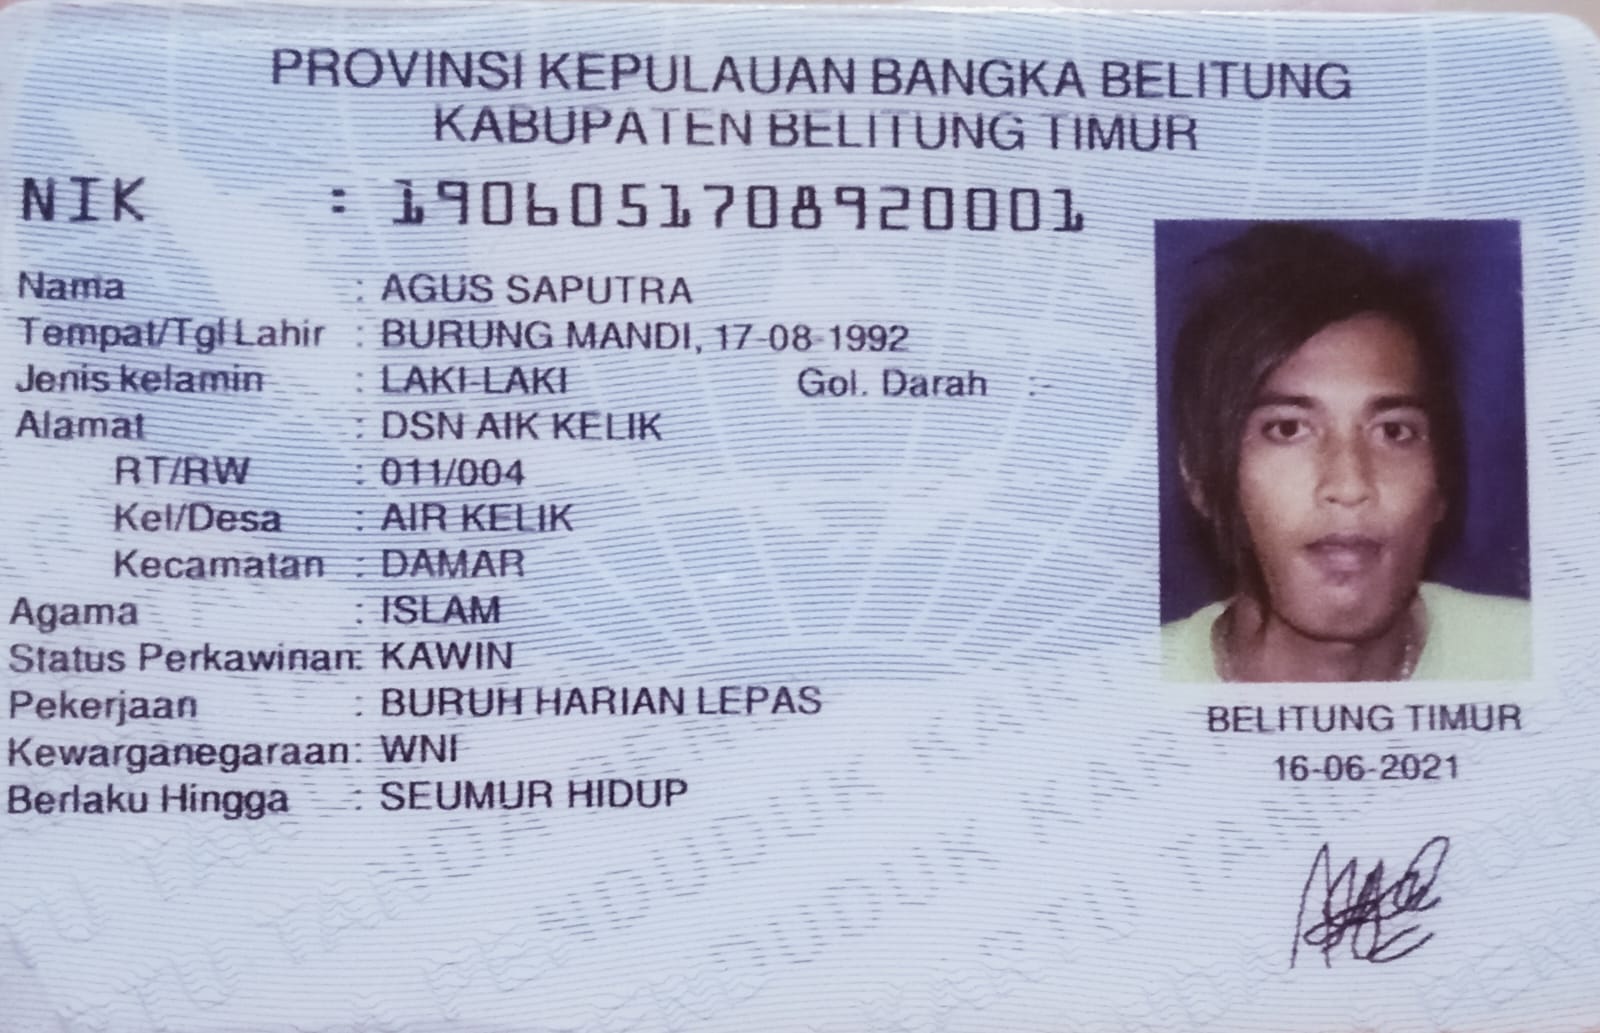 PROVINSI KEPULAUAN BANGKA BELITUNG
KABUPATEN BELITUNG TIMUR
NIK : 1906051708920001
Nama : AGUS SAPUTRA
Tempat/Tgl Lahir : BURUNG MANDI, 17-08-1992
Jenis kelamin : LAKI-LAKI Gol. Darah :-
Alamat : DSN AIK KELIK
RT/RW : 011/004
Kel/Desa : AIR KELIK
Kecamatan : DAMAR
Agama : ISLAM
Status Perkawinan: KAWIN
Pekerjaan : BURUH HARIAN LEPAS
Kewarganegaraan: WNI
Berlaku Hingga : SEUMUR HIDUP
BELITUNG TIMUR
16-06-2021